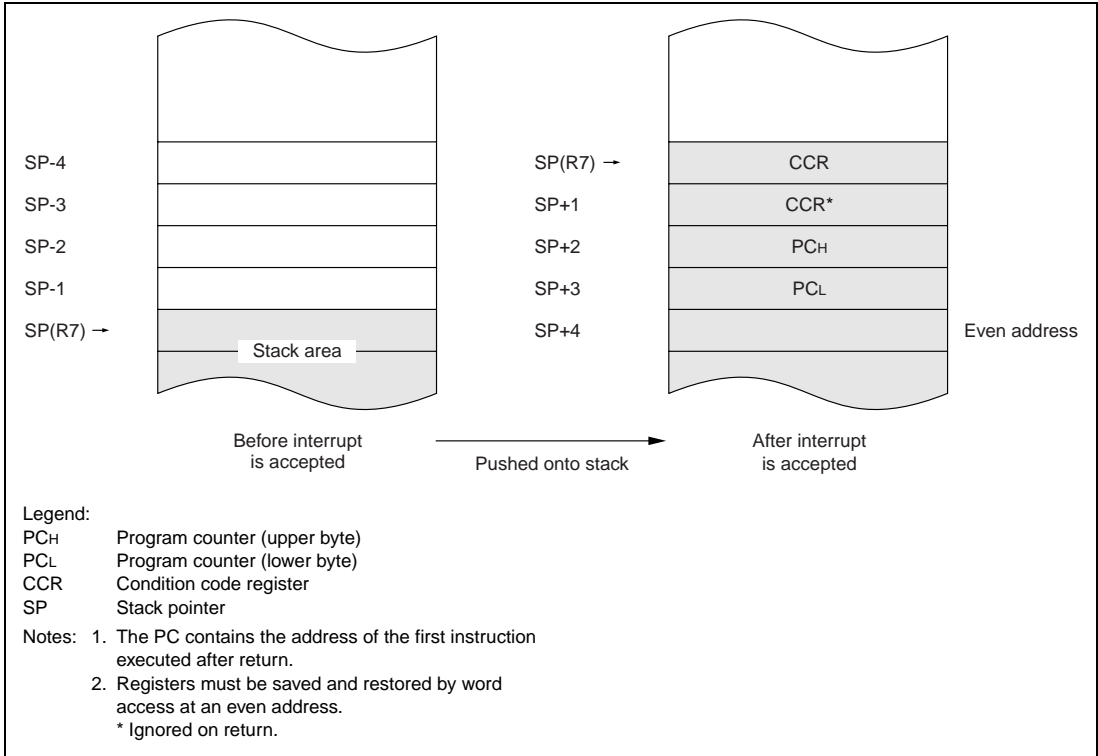 SP-4
SP(R7) →
CCR
SP-3
SP+1
CCR*
SP-2
SP+2
PCH
SP-1
SP+3
PCL
SP(R7) →
SP+4
Even address
Stack area
Before interrupt
is accepted
Pushed onto stack
After interrupt
is accepted
Legend:
PCH Program counter (upper byte)
PCL Program counter (lower byte)
CCR Condition code register
SP Stack pointer
Notes: 1. The PC contains the address of the first instruction
executed after return.
2. Registers must be saved and restored by word
access at an even address.
* Ignored on return.